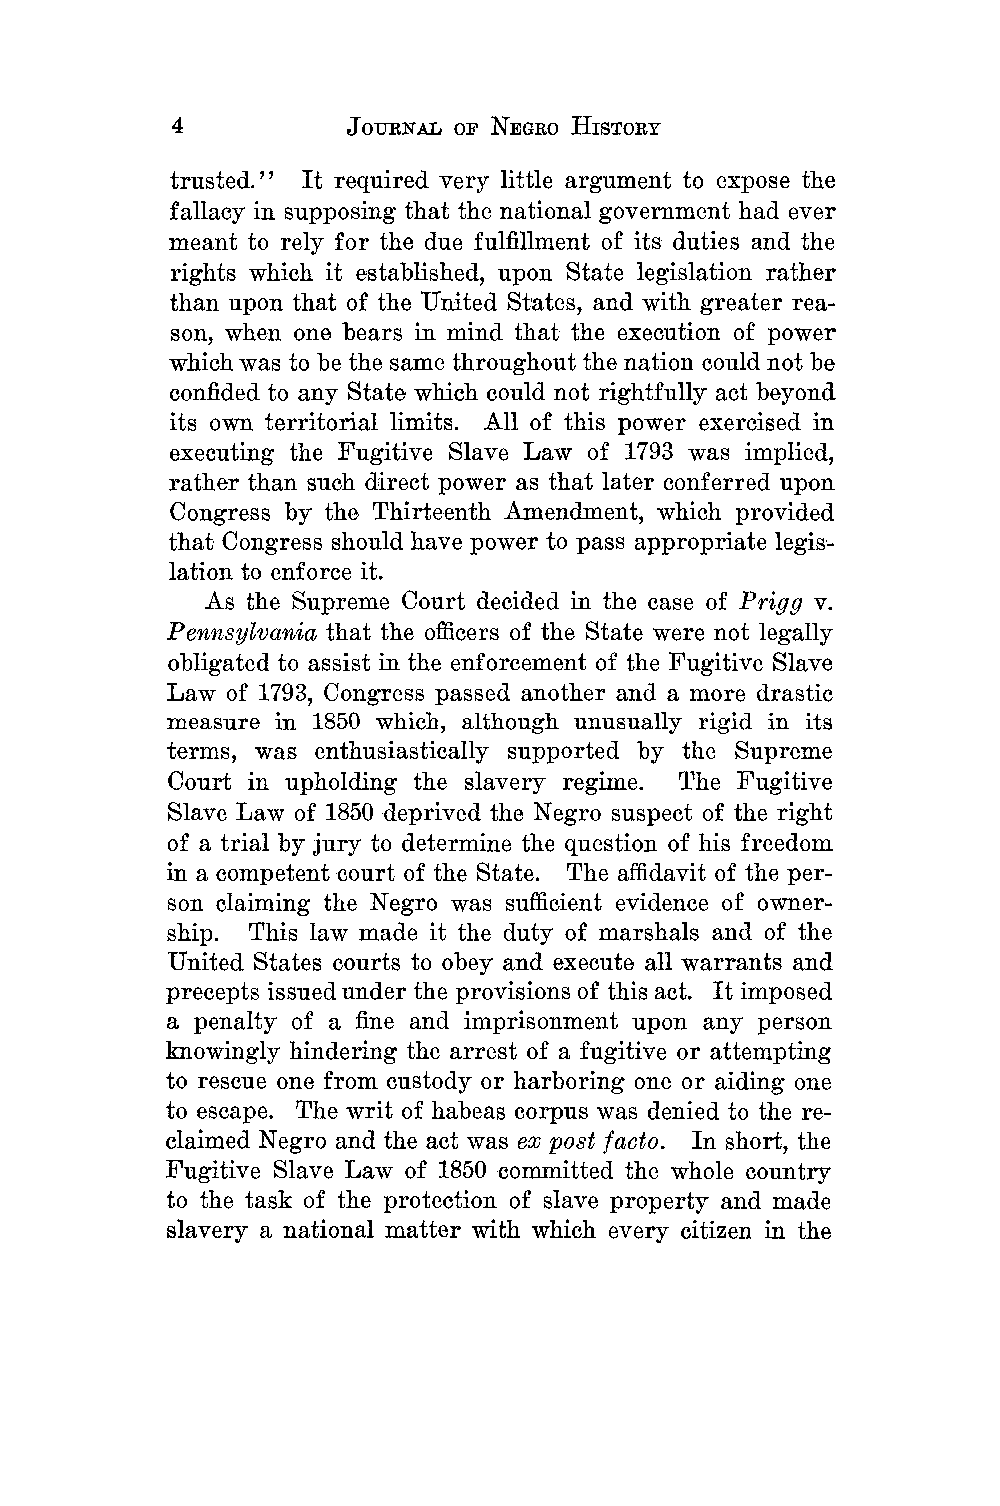 4 JOURNAL OF NEGRO HISTORY
trusted.'' It required very little argument to expose the
fallacy in supposing that the national government had ever
meant to rely for the due fulfillment of its duties and the
rights which it established, upon State legislation rather
than upon that of the United States, and with greater rea-
son, when one bears in mind that the execution of power
which was to be the same throughout the nation could not be
confided to any State which could not rightfully act beyond
its own territorial limits. All of this power exercised in
executing the Fugitive Slave Law of 1793 was implied,
rather than such direct power as that later conferred upon
Congress by the Thirteenth Amendment, which provided
that Congress should have power to pass appropriate legis-
lation to enforce it.
As the Supreme Court decided in the case of Prigg v.
Pennsylvania that the officers of the State were not legally
obligated to assist in the enforcement of the Fugitive Slave
Law of 1793, Congress passed another and a more drastic
measure in 1850 which, although unusually rigid in its
terms, was enthusiastically supported by the Supreme
Court in upholding the slavery regime. The Fugitive
Slave Law of 1850 deprived the Negro suspect of the right
of a trial by jury to determine the question of his freedom
in a competent court of the State. The affidavit of the per-
son claiming the Negro was sufficient evidence of owner-
ship. This law made it the duty of marshals and of the
United States courts to obey and execute all warrants and
precepts issued under the provisions of this act. It imposed
a penalty of a fine and imprisonment upon any person
knowingly hindering the arrest of a fugitive or attempting
to rescue one from custody or harboring one or aiding one
to escape. The writ of habeas corpus was denied to the re-
claimed Negro and the act was ex post facto. In short, the
Fugitive Slave Law of 1850 committed the whole country
to the task of the protection of slave property and made
slavery a national matter with which every citizen in the